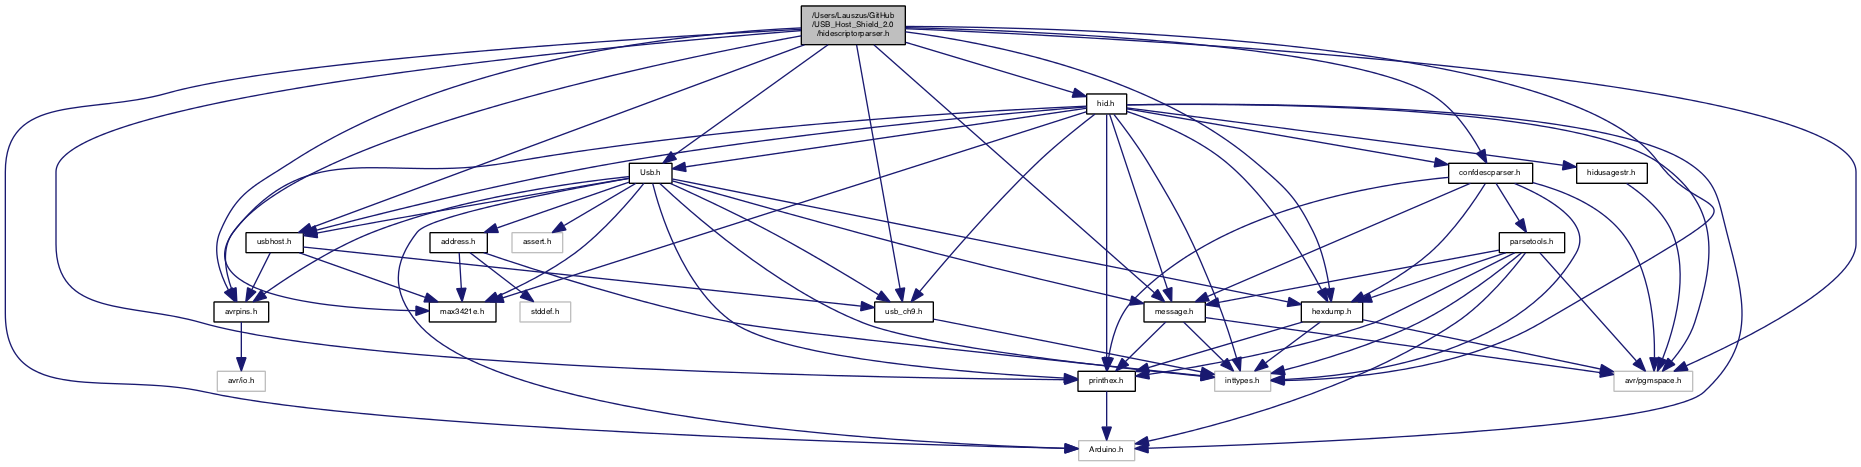 /Users/Lauszus/GitHub
/USB_Host_Shield_2.0
/hidescriptorparser.h
hid.h
Usb.h
confdescparser.h
hidusagestr.h
usbhost.h
address.h
assert.h
parsetools.h
avrpins.h
max3421e.h
stddef.h
usb_ch9.h
message.h
hexdump.h
avr/io.h
printhex.h
inttypes.h
avr/pgmspace.h
Arduino.h